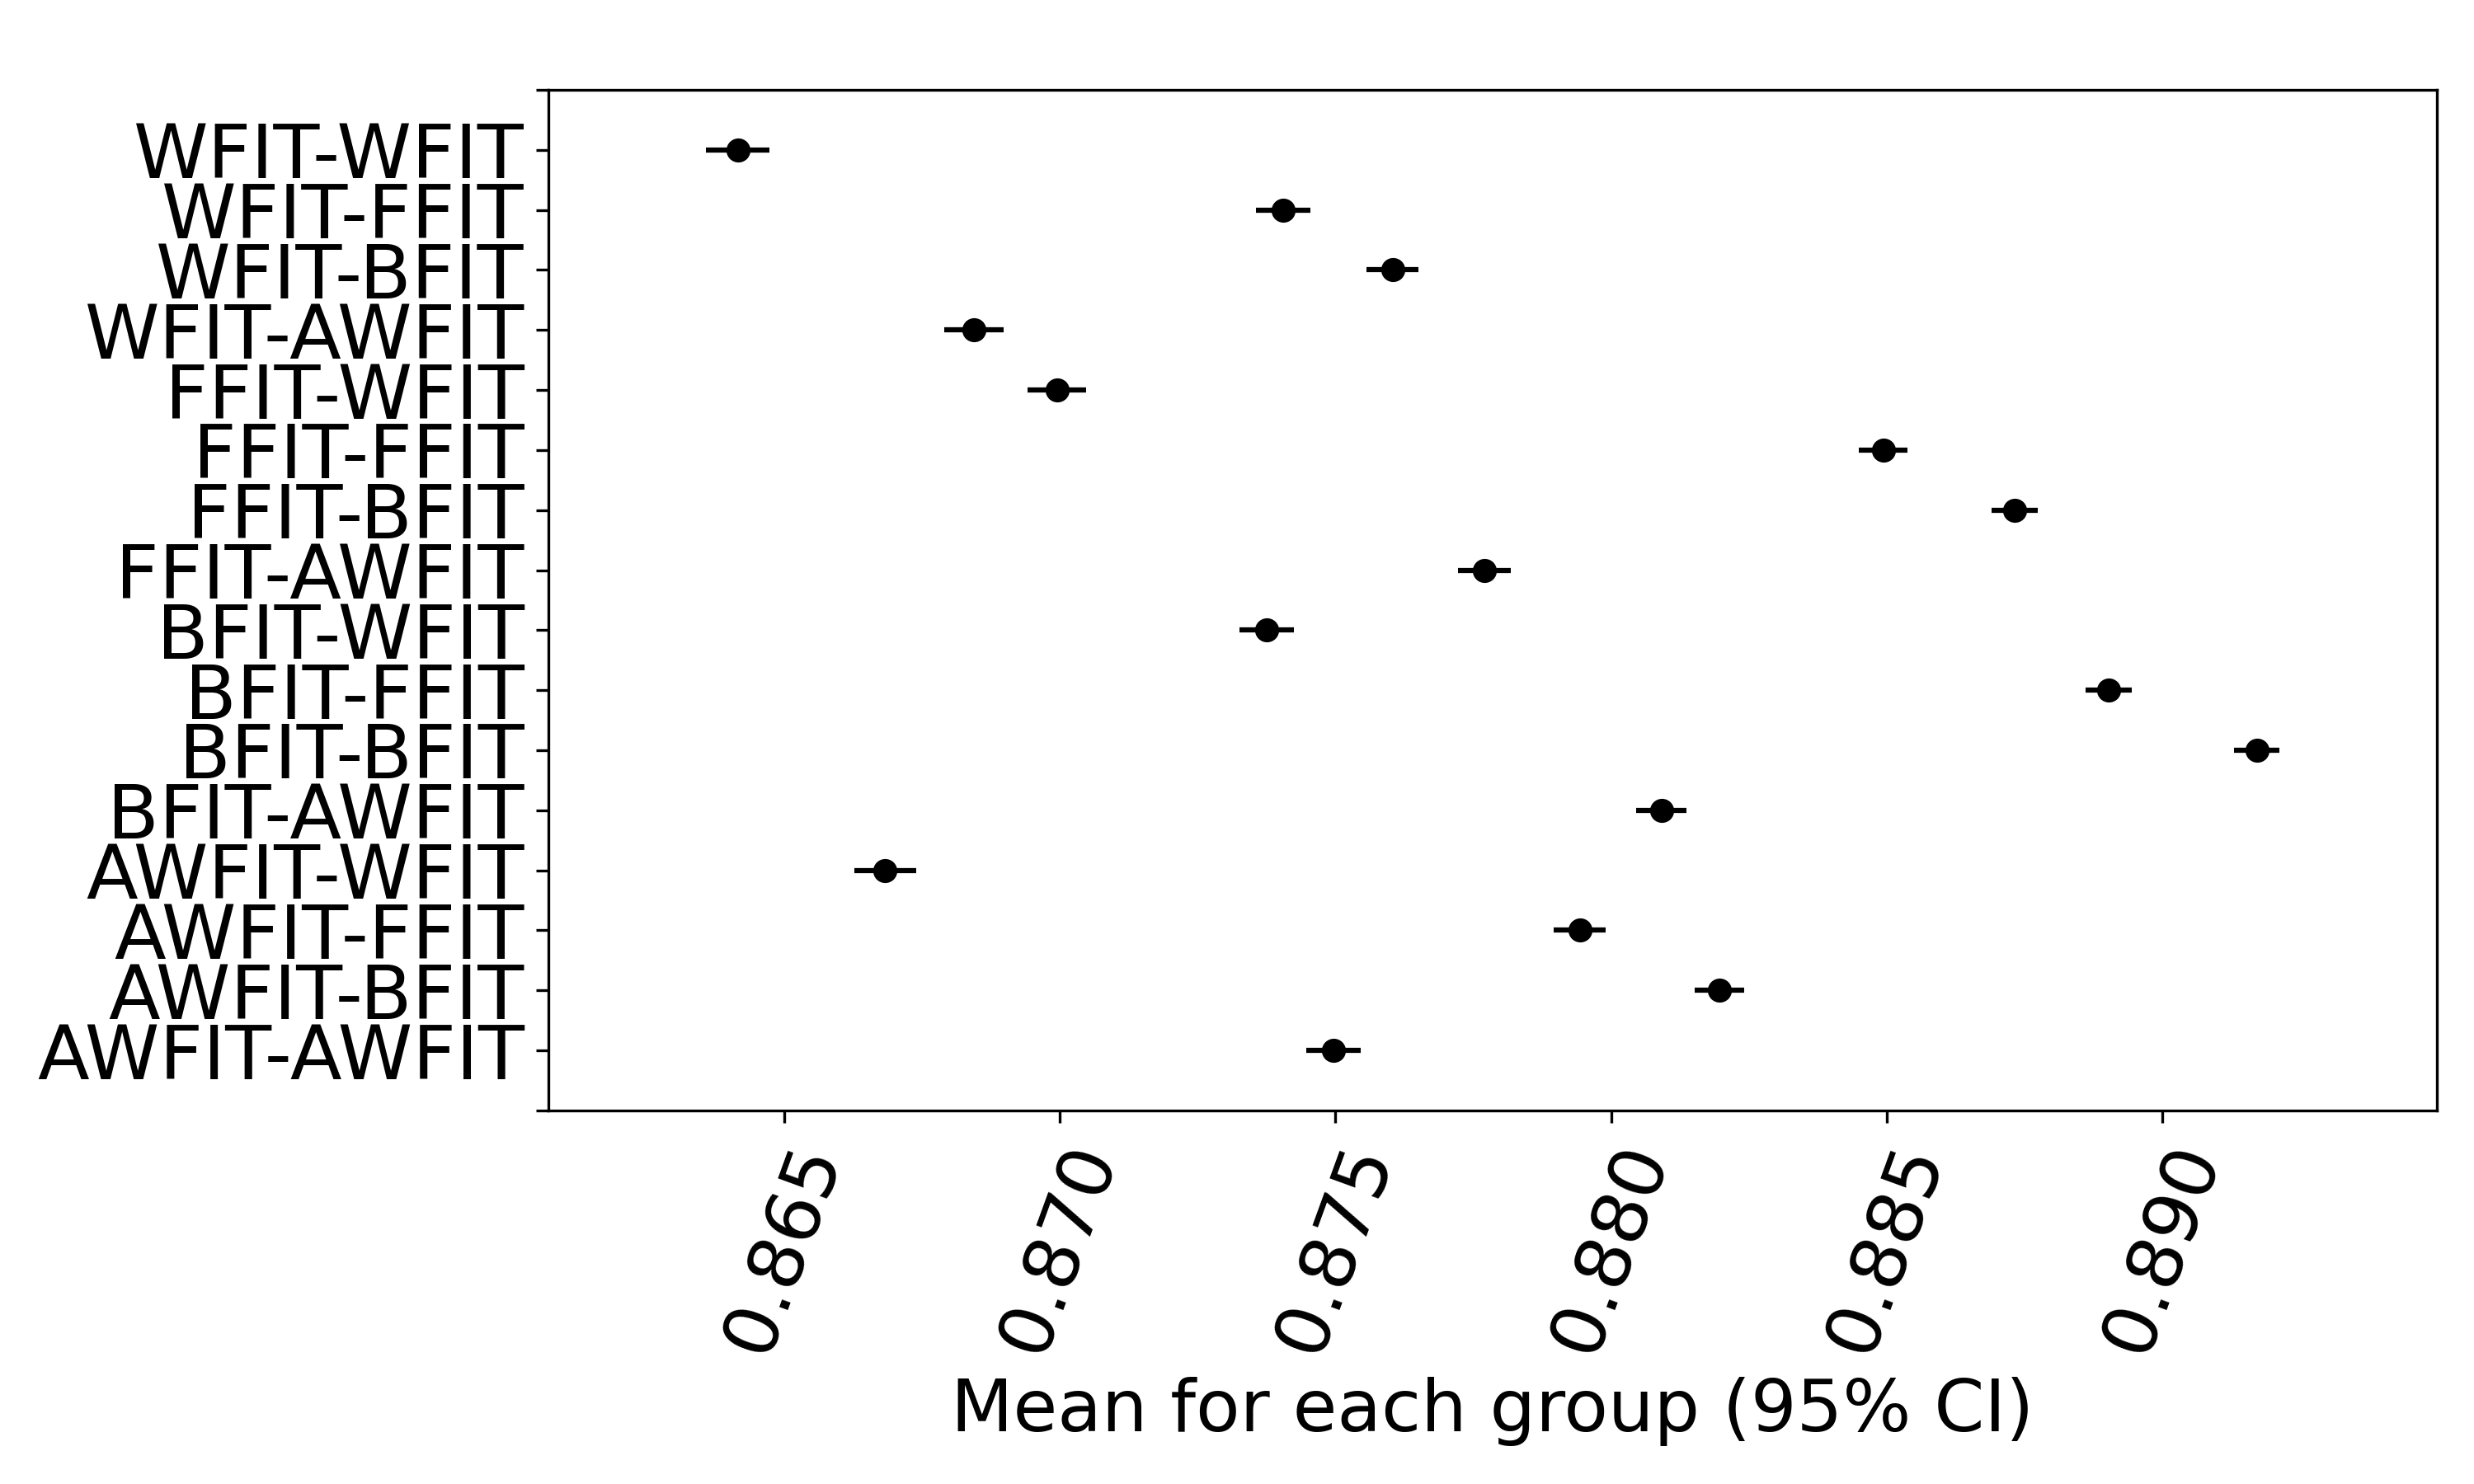 WFIT-WFIT
WFIT-FFIT
WFIT-BFIT
WFIT-AWFIT
FFIT-WFIT
FFIT-FFIT
FFIT-BFIT
FFIT-AWFIT
BFIT-WFIT
BFIT-FFIT
BFIT-BFIT
BFIT-AWFIT
AWFIT-WFIT
AWFIT-FFIT
AWFIT-BFIT
AWFIT-AWFIT
0.865
0.870
0.875
0.880
0.885
0.890
Mean for each group (95% CI)